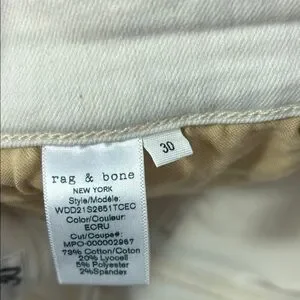 30
rag & bone
NEW YORK
Style/Modele:
WDD21S2651TCEC
Color/Couleur:
ECRU
Cut/Coupe#:
MPO-000002967
73% Cotton/Coton
20% Lyocell
5% Polyester
2%Spandex